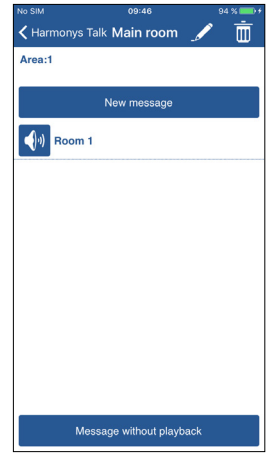 No SIM 09:46 94 %
Harmonys Talk Main room
Area:1
New message
Room 1
Message without playback